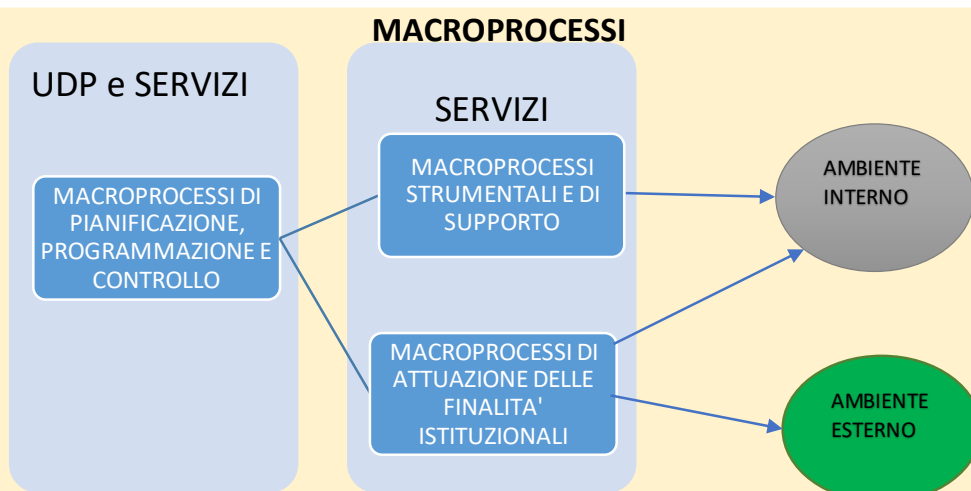 MACROPROCESSI
UDP e SERVIZI
MACROPROCESSI DI
PIANIFICAZIONE,
PROGRAMMAZIONE E
CONTROLLO
SERVIZI
MACROPROCESSI
STRUMENTALI E DI
SUPPORTO
MACROPROCESSI DI
ATTUAZIONE DELLE
FINALITA'
ISTITUZIONALI
AMBIENTE
INTERNO
AMBIENTE
ESTERNO